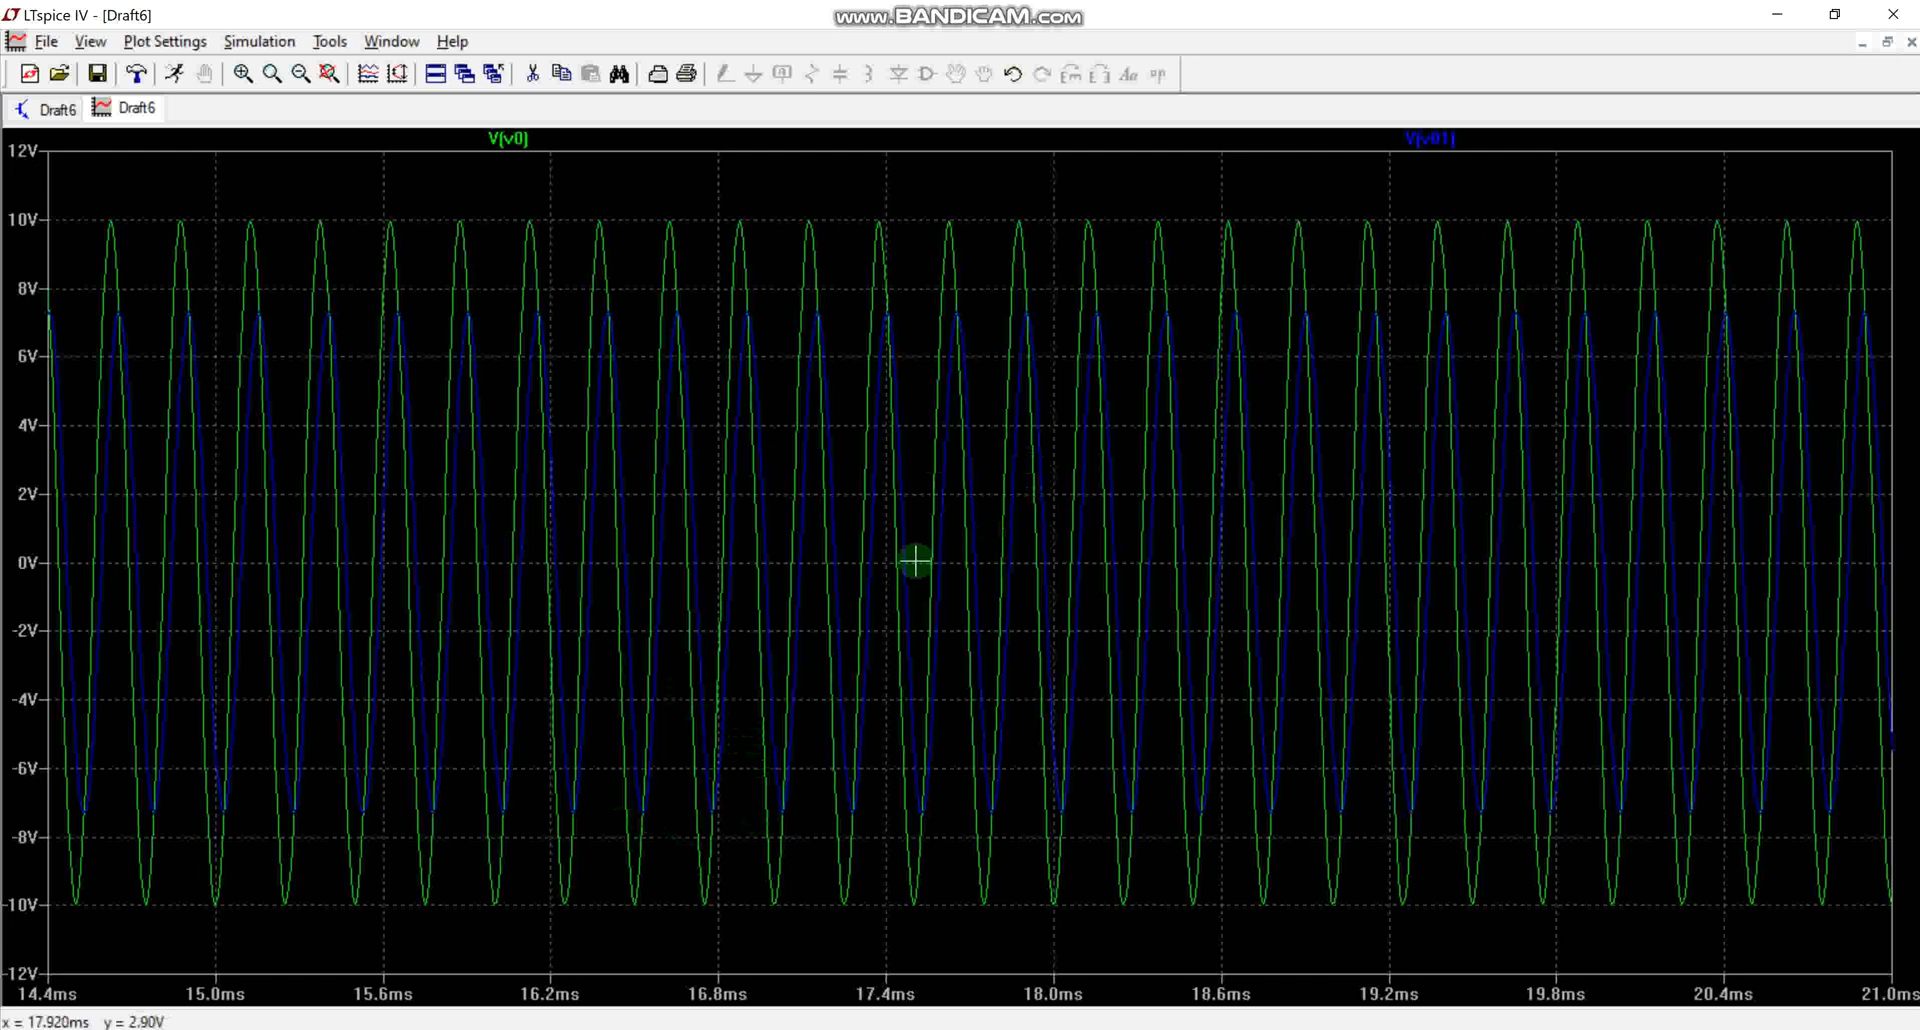 LTspice IV - [Draft6]
www.BANDICAM.com
File View Plot Settings Simulation Tools Window Help
Draft6 Draft6
V(v0) V(v01)
12V
10V
8V
6V
4V
2V
0V
-2V
-4V
-6V
-8V
-10V
-12V
14.4ms 15.0ms 15.6ms 16.2ms 16.8ms 17.4ms 18.0ms 18.6ms 19.2ms 19.8ms 20.4ms 21.0ms
x = 17.920ms y = 2.90V